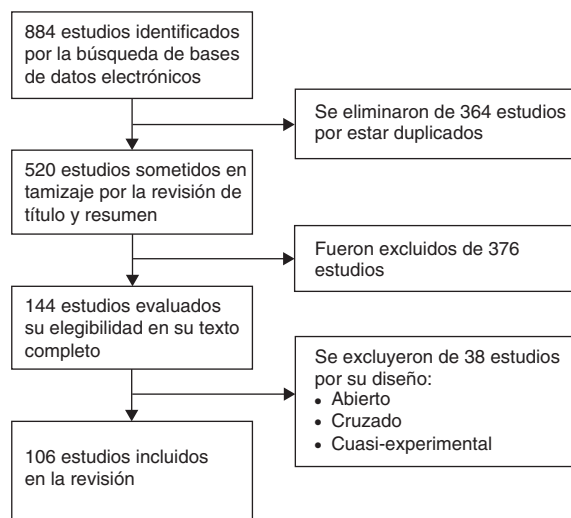 884 estudios identificados
por la búsqueda de bases
de datos electrónicos
Se eliminaron de 364 estudios
por estar duplicados
520 estudios sometidos en
tamizaje por la revisión de
título y resumen
Fueron excluidos de 376
estudios
144 estudios evaluados
su elegibilidad en su texto
completo
Se excluyeron de 38 estudios
por su diseño:
• Abierto
• Cruzado
• Cuasi-experimental
106 estudios incluidos
en la revisión